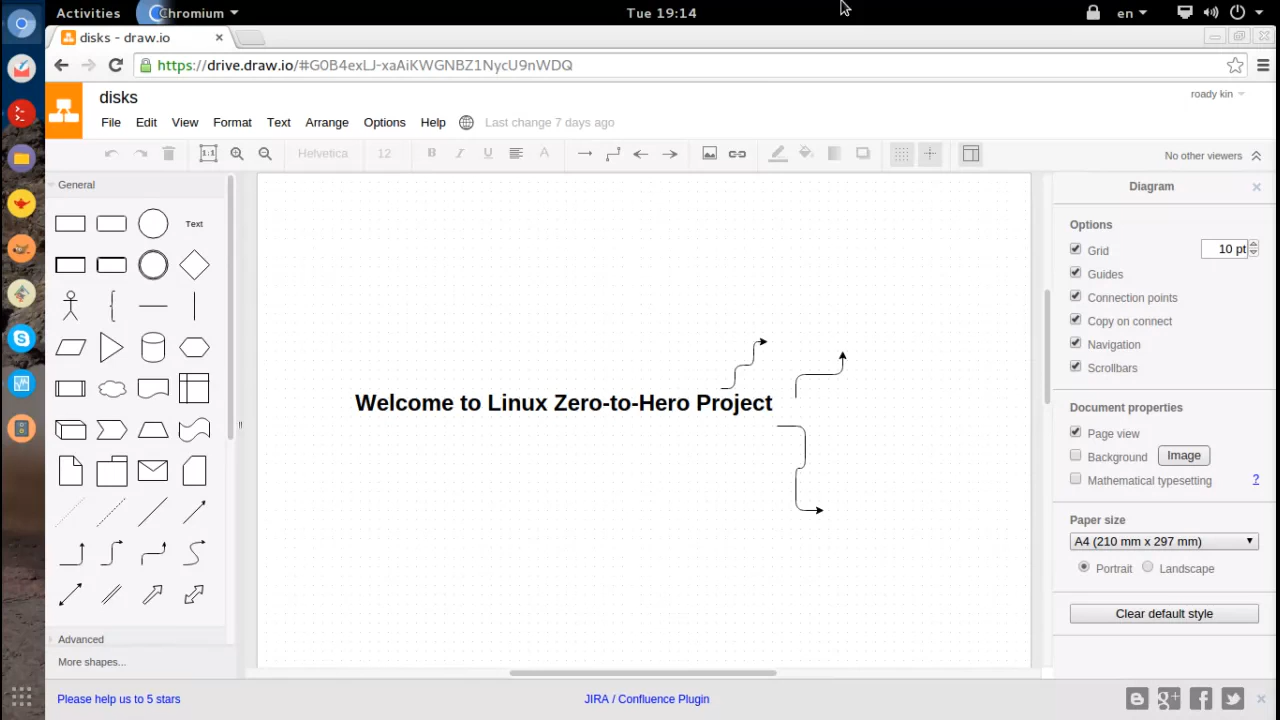 Activities Chromium Tue 19:14 en
disks - draw.io
https://drive.draw.io/#G0B4exLJ-xaAiKWGNBZ1NycU9nWDQ
disks
roady kin
File Edit View Format Text Arrange Options Help Last change 7 days ago
1:1 Helvetica 12 B I U A No other viewers
General
Diagram
Text
Options
Grid 10 pt
Guides
Connection points
Copy on connect
Navigation
Scrollbars
Welcome to Linux Zero-to-Hero Project
Document properties
Page view
Background Image
Mathematical typesetting ?
Paper size
A4 (210 mm x 297 mm)
Portrait Landscape
Clear default style
Advanced
More shapes...
Please help us to 5 stars JIRA / Confluence Plugin